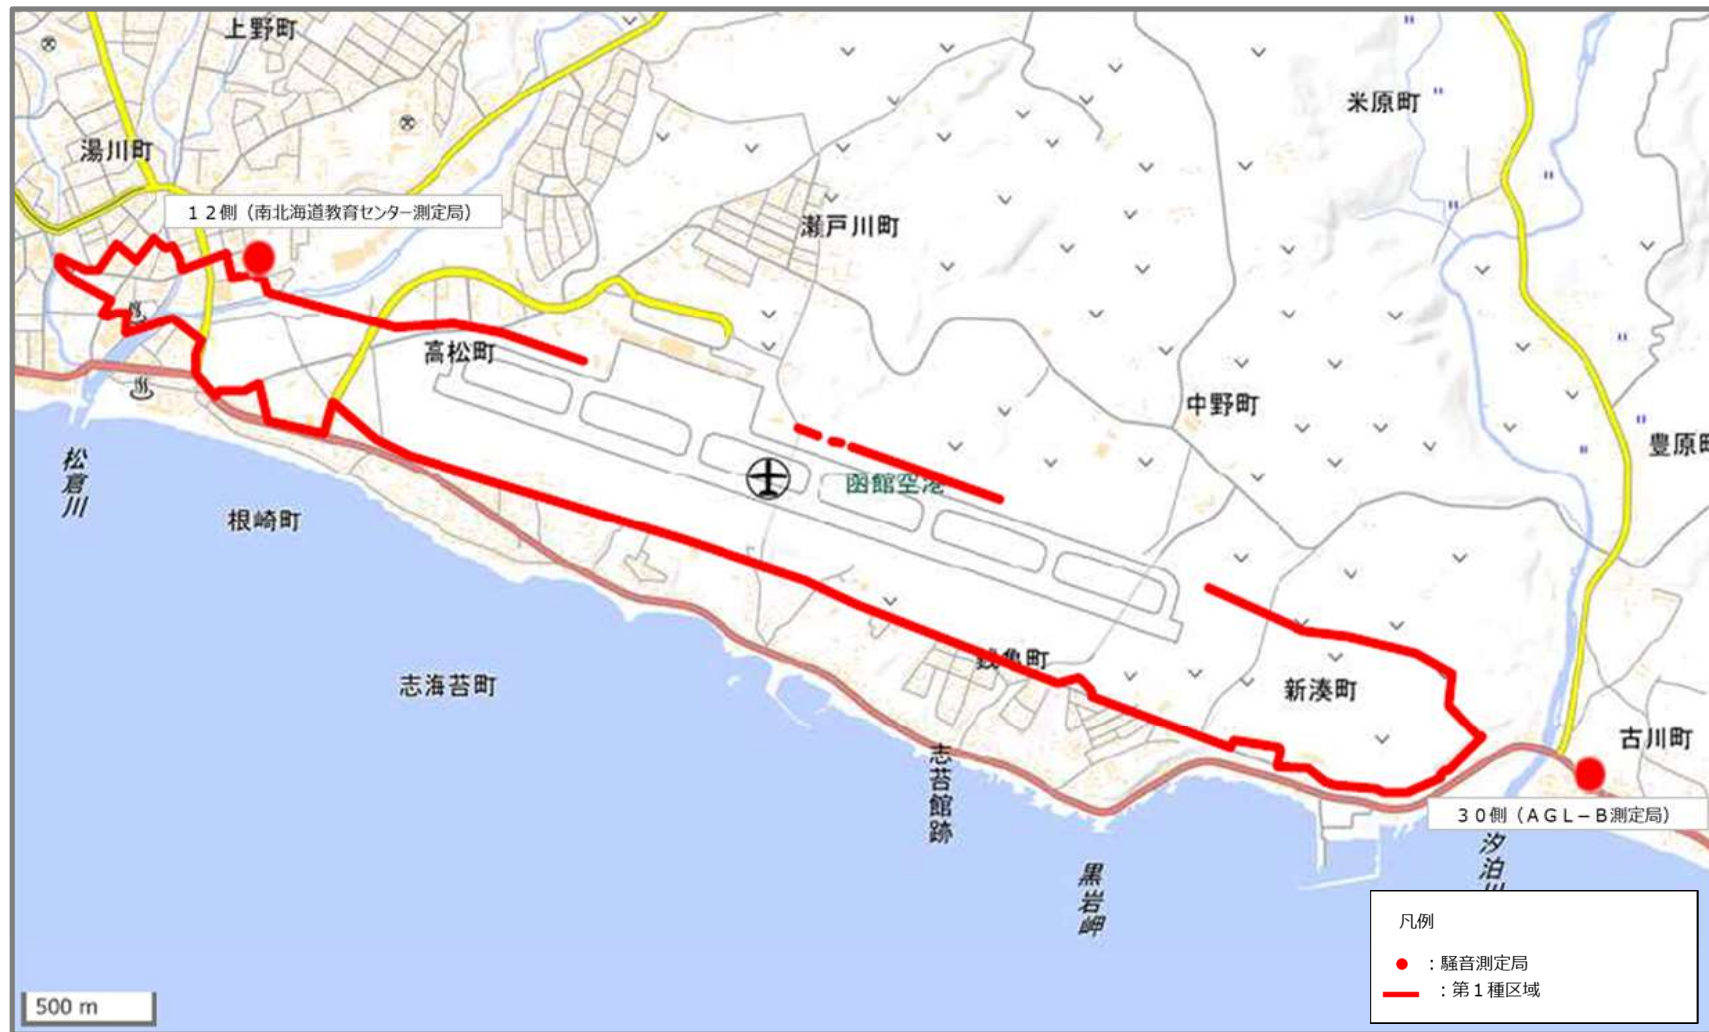 上野町
米原町
湯川町
１２側（南北海道教育センター測定局）
瀬戸川町
高松町
中野町
豊原町
松倉川
函館空港
根崎町
銭亀町
志海苔町
新湊町
古川町
志苔館跡
３０側（ＡＧＬ－Ｂ測定局）
汐泊川
黒岩岬
凡例
：騒音測定局
：第１種区域
500 m